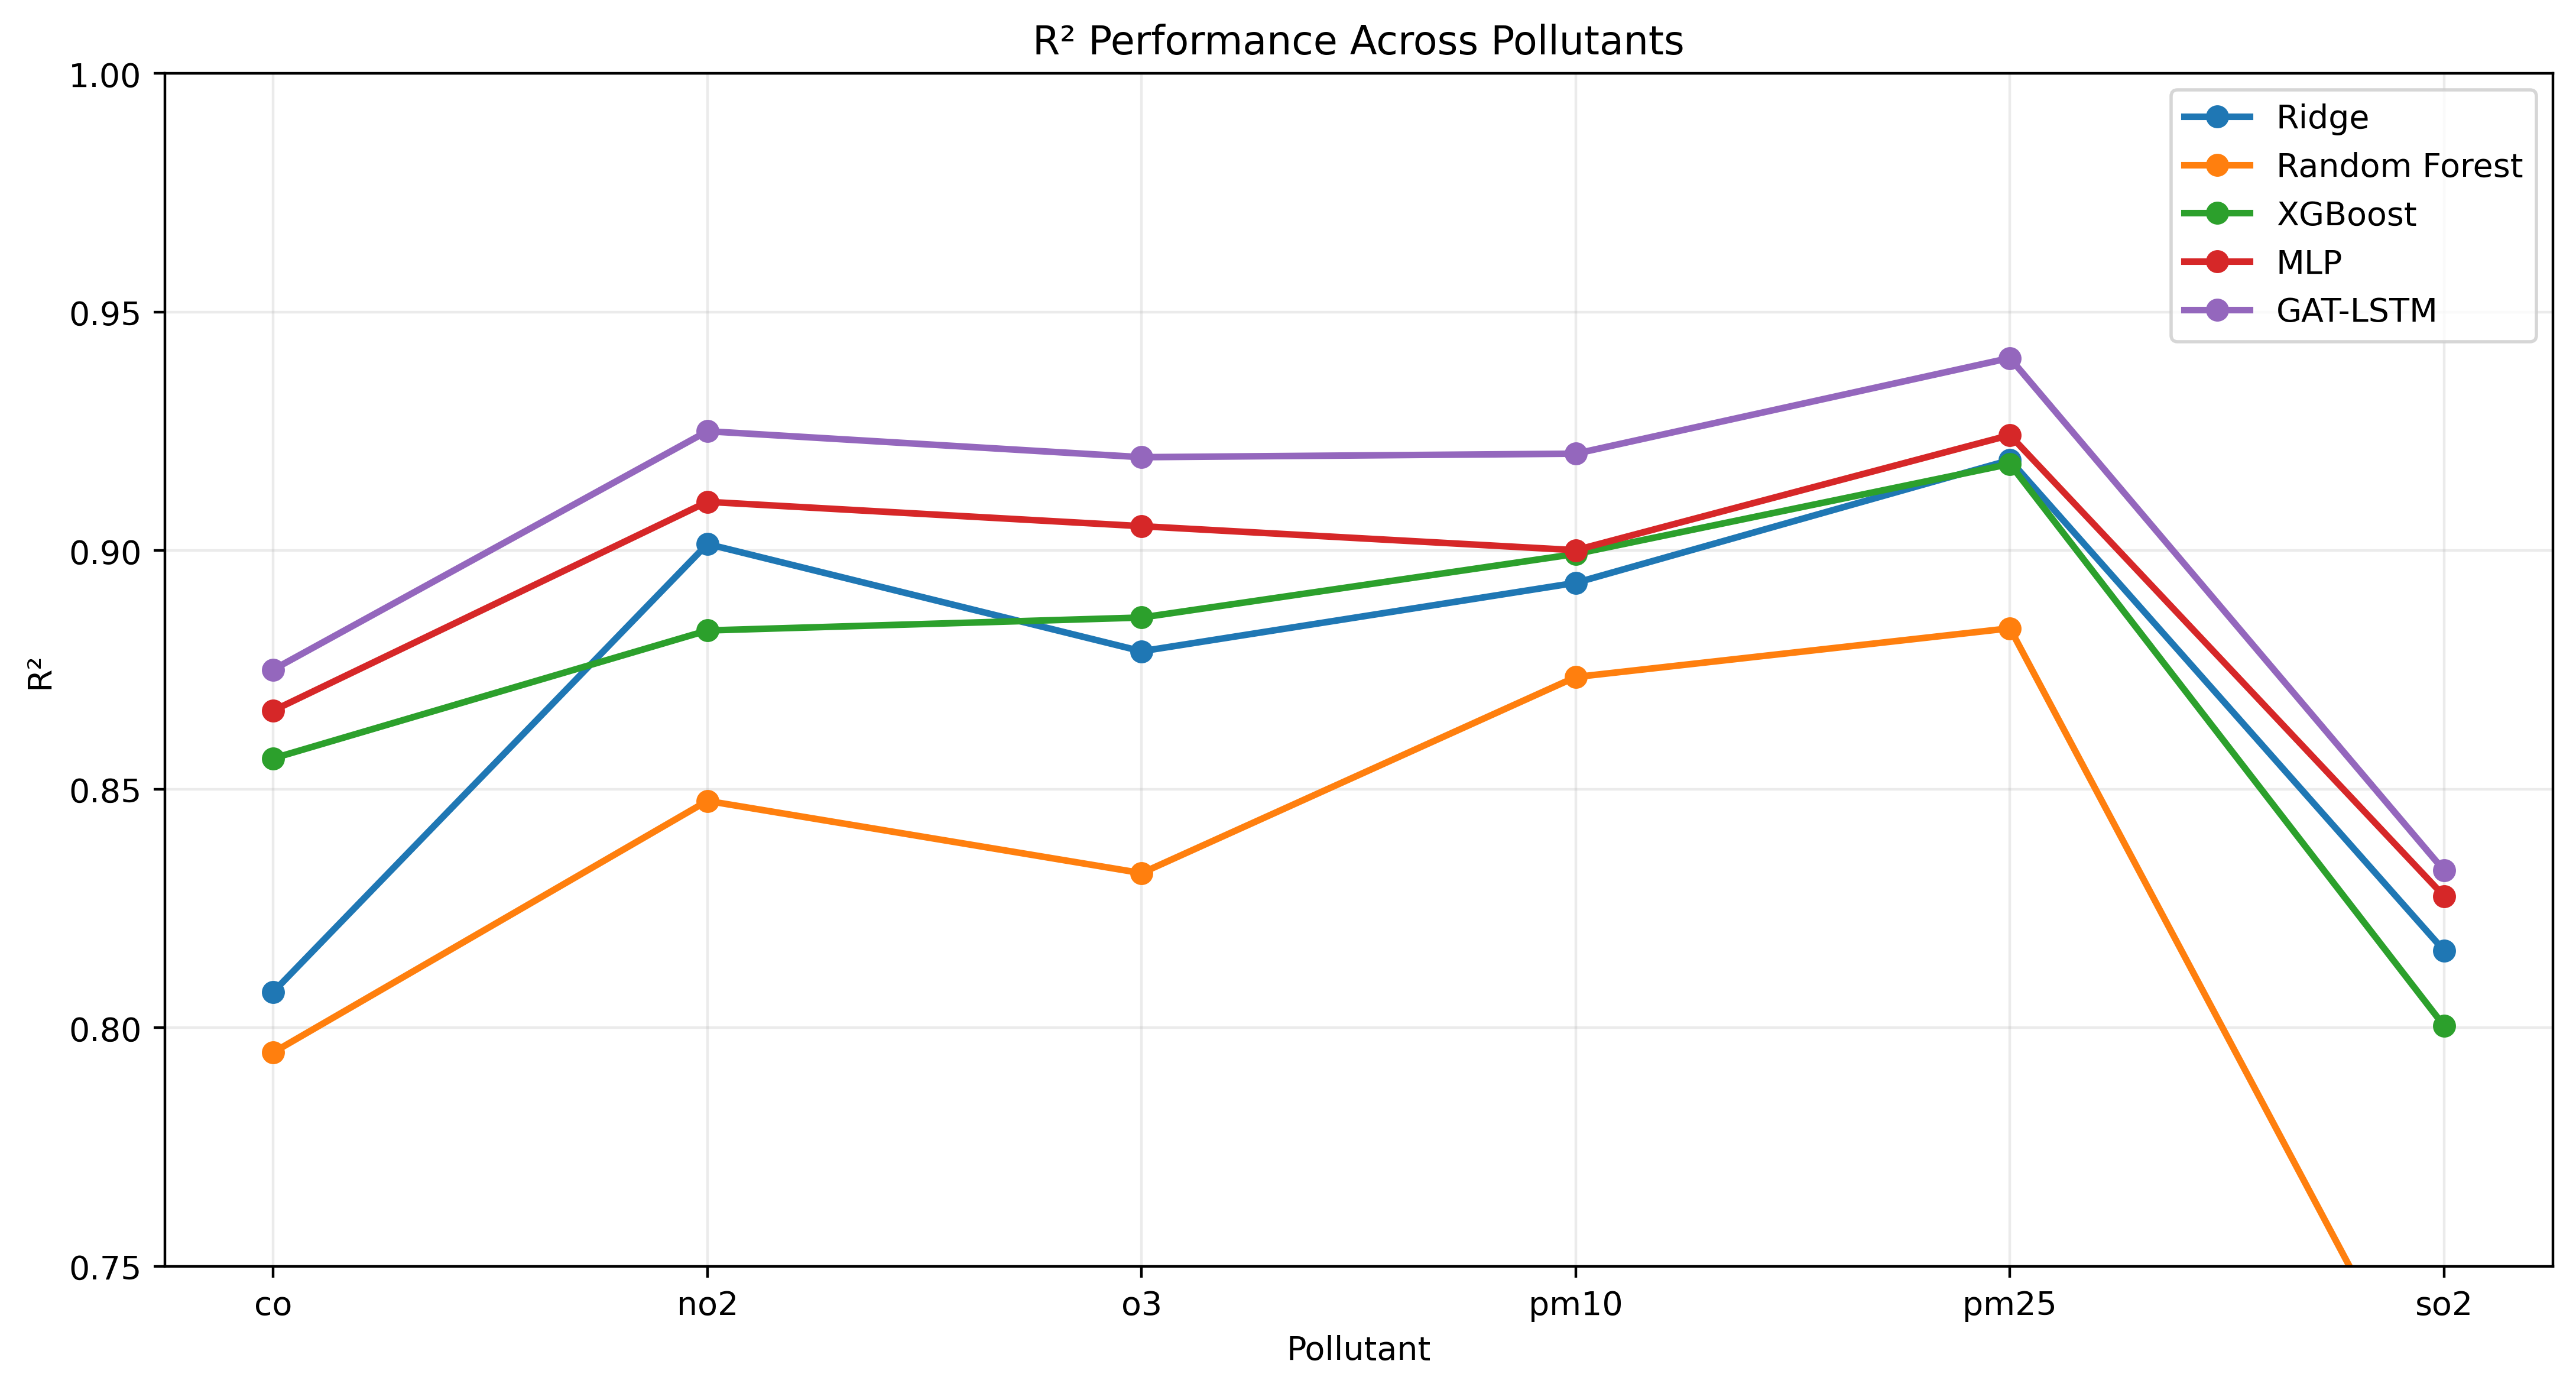 R² Performance Across Pollutants
1.00
0.95
0.90
0.85
0.80
0.75
R²
Ridge
Random Forest
XGBoost
MLP
GAT-LSTM
co no2 o3 pm10 pm25 so2
Pollutant